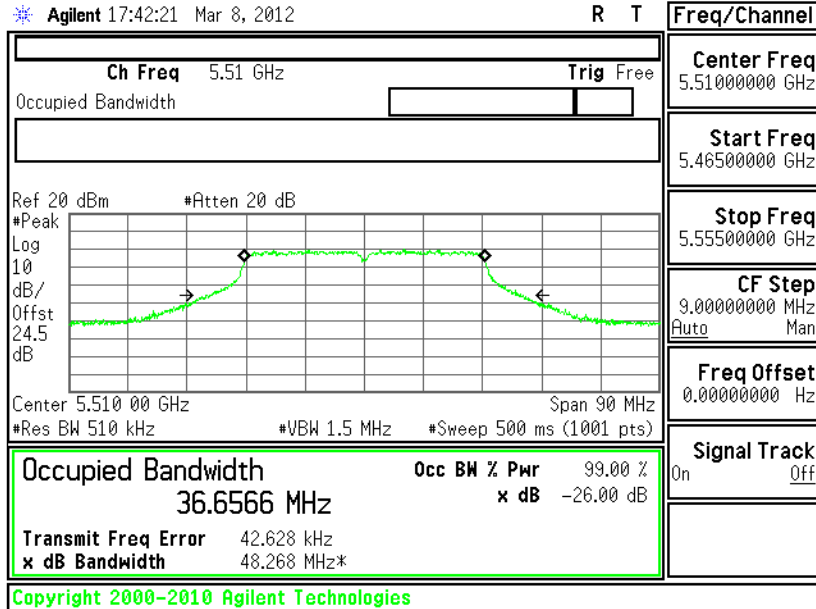 Agilent 17:42:21 Mar 8, 2012 R T
Freq/Channel
Ch Freq 5.51 GHz Trig Free
Occupied Bandwidth
Center Freq
5.51000000 GHz
Start Freq
5.46500000 GHz
Stop Freq
5.55500000 GHz
CF Step
9.00000000 MHz
Auto Man
Freq Offset
0.00000000 Hz
Signal Track
On Off
Ref 20 dBm #Atten 20 dB
#Peak
Log
10
dB/
Offst
24.5
dB
Center 5.510 00 GHz Span 90 MHz
#Res BW 510 kHz #VBW 1.5 MHz #Sweep 500 ms (1001 pts)
Occupied Bandwidth Occ BW % Pwr 99.00 %
36.6566 MHz x dB -26.00 dB
Transmit Freq Error 42.628 kHz
x dB Bandwidth 48.268 MHz*
Copyright 2000-2010 Agilent Technologies